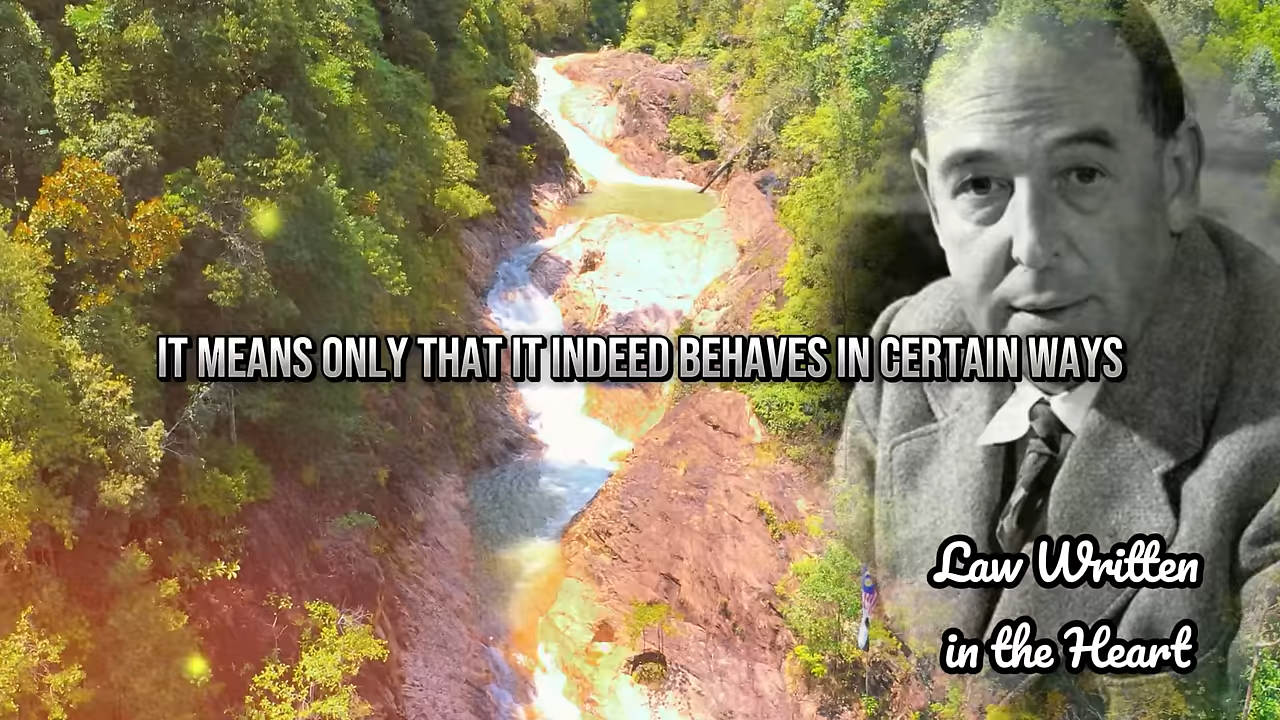 IT MEANS ONLY THAT IT INDEED BEHAVES IN CERTAIN WAYS
Law Written
in the Heart